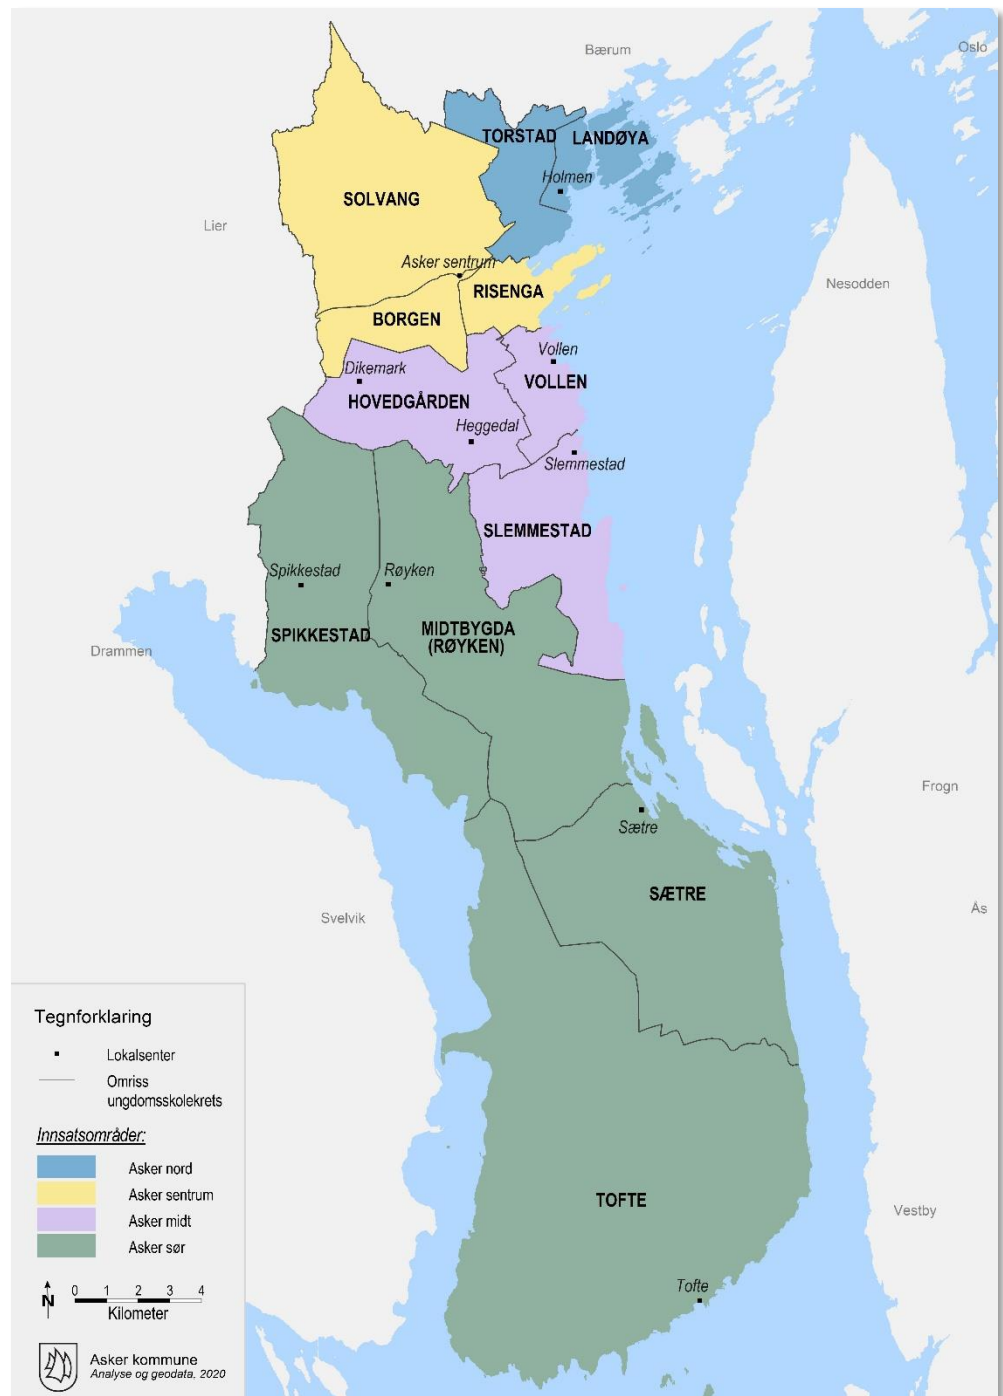 Bærum
Oslo
TORSTAD
LANDØYA
Holmen
SOLVANG
Lier
Asker sentrum
RISENGA
Nesodden
BORGEN
Vollen
Dikemark
VOLLEN
HOVEDGÅRDEN
Heggedal
Slemmestad
SLEMMESTAD
Spikkestad
Røyken
SPIKKESTAD
MIDTBYGDA
(RØYKEN)
Drammen
Frogn
Sætre
SÆTRE
Ås
Svelvik
TOFTE
Vestby
Tofte
Tegnforklaring
Lokalsenter
Omriss
ungdomsskolekrets
Innsatsområder:
Asker nord
Asker sentrum
Asker midt
Asker sør
N
0 1 2 3 4
Kilometer
Asker kommune
Analyse og geodata, 2020